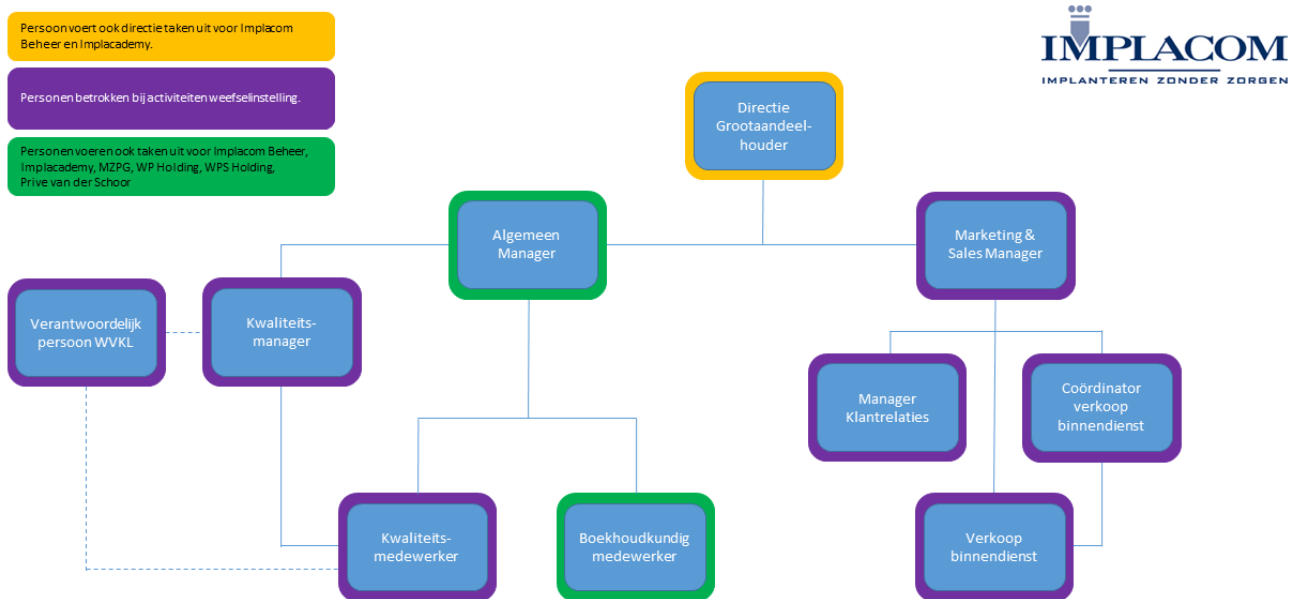 Persoon voert ook directie taken uit voor Implacom
Beheer en Implacademy.
Personen betrokken bij activiteiten weefselinstelling.
Personen voeren ook taken uit voor Implacom Beheer,
Implacademy, MZPG, WP Holding, WPS Holding,
Prive van der Schoor
IMPLACOM
IMPLANTEREN ZONDER ZORGEN
Directie
Grootaandeel-
houder
Algemeen
Manager
Marketing &
Sales Manager
Verantwoordelijk
persoon WVKL
Kwaliteits-
manager
Manager
Klantrelaties
Coördinator
verkoop
binnendienst
Kwaliteits-
medewerker
Boekhoudkundig
medewerker
Verkoop
binnendienst